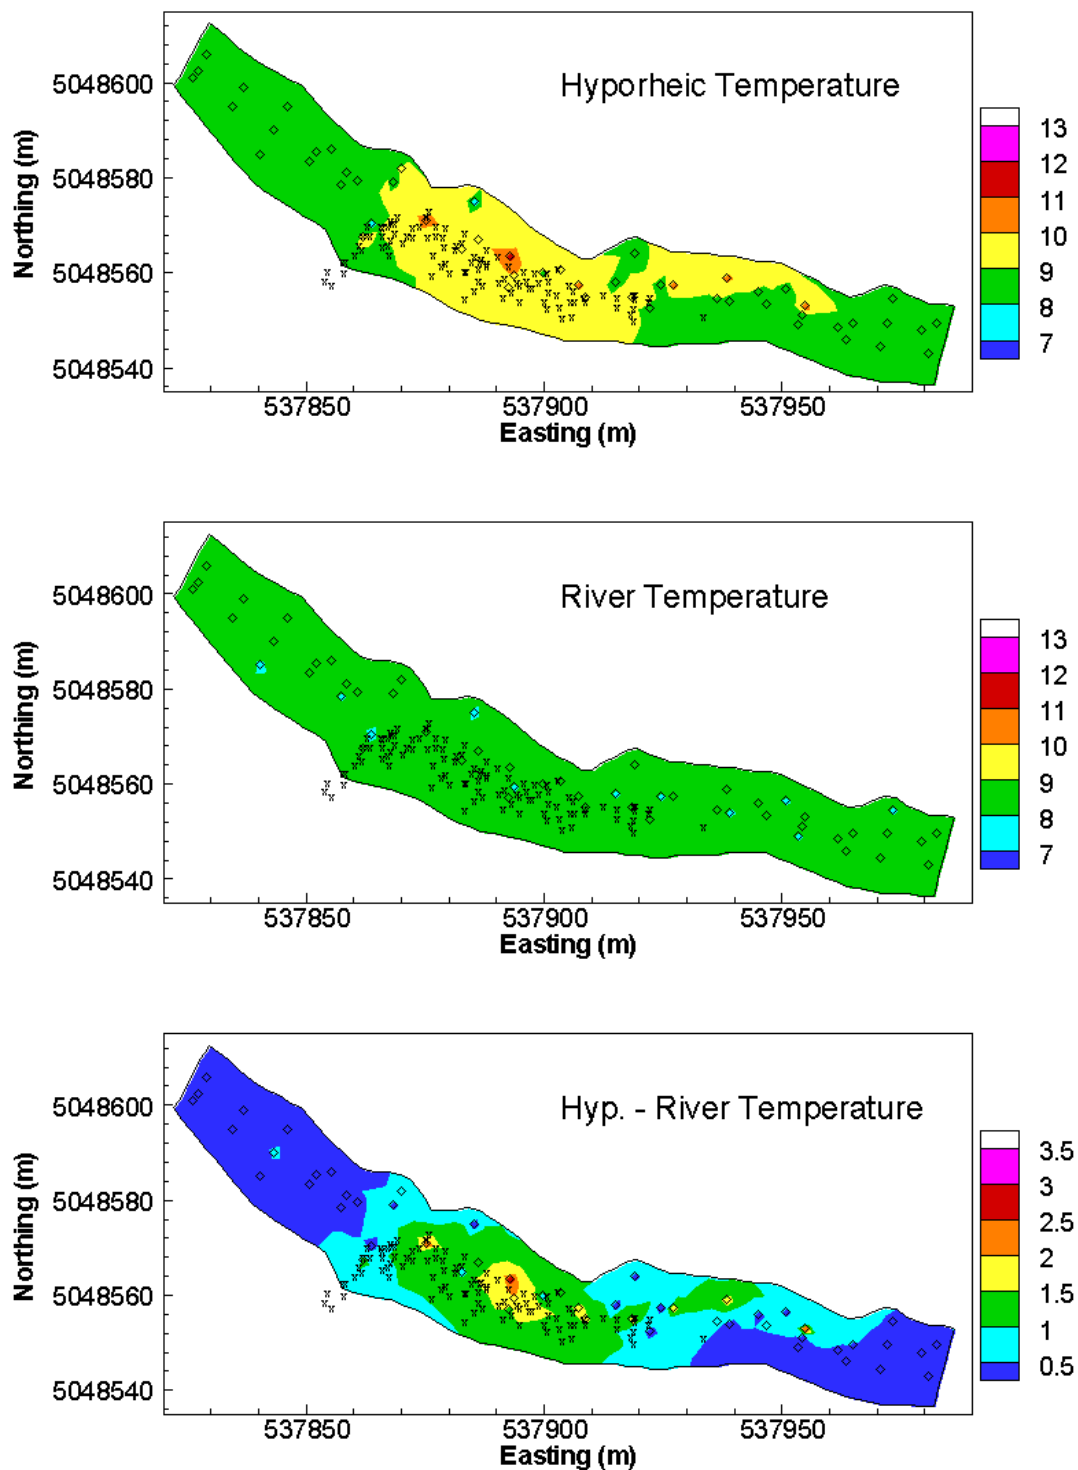 Hyporheic Temperature
Northing (m)
5048600
5048580
5048560
5048540
537850 537900 537950
Easting (m)
13
12
11
10
9
8
7
River Temperature
Northing (m)
5048600
5048580
5048560
5048540
537850 537900 537950
Easting (m)
13
12
11
10
9
8
7
Hyp. - River Temperature
Northing (m)
5048600
5048580
5048560
5048540
537850 537900 537950
Easting (m)
3.5
3
2.5
2
1.5
1
0.5